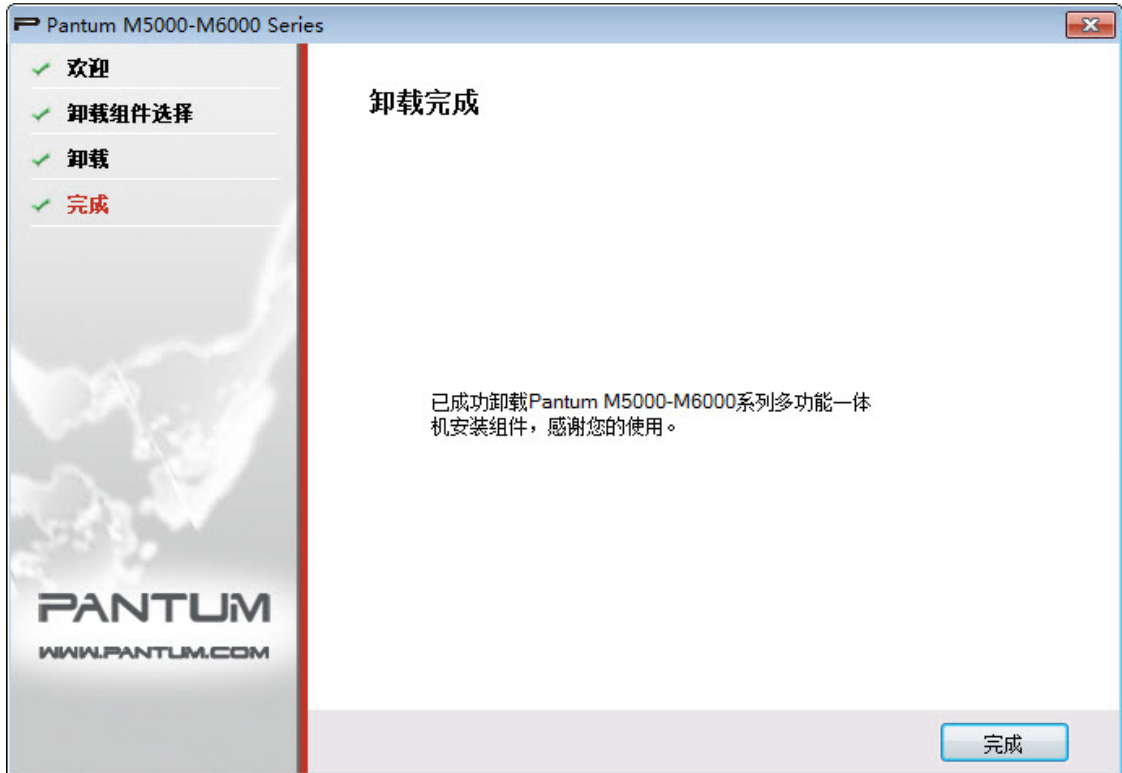 Pantum M5000-M6000 Series
欢迎
卸载组件选择
卸载
完成
PANTUM
WWW.PANTUM.COM
卸载完成
已成功卸载Pantum M5000-M6000系列多功能一体
机安装组件，感谢您的使用。
完成